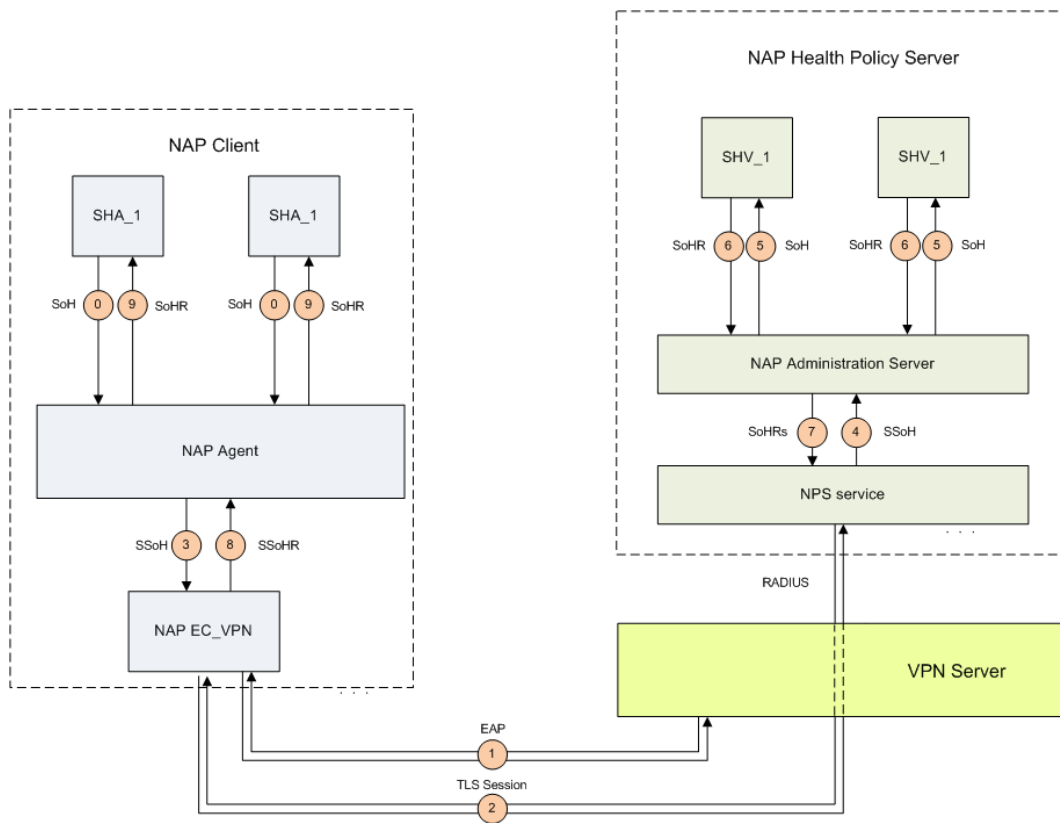 NAP Health Policy Server
SHV_1
SHV_1
SoHR
6
5
SoH
SoHR
6
5
SoH
NAP Administration Server
SoHRs
7
4
SSoH
NPS service
. . .
RADIUS
VPN Server
NAP Client
SHA_1
SHA_1
SoH
0
9
SoHR
SoH
0
9
SoHR
NAP Agent
SSoH
3
8
SSoHR
NAP EC_VPN
. . .
EAP
1
TLS Session
2